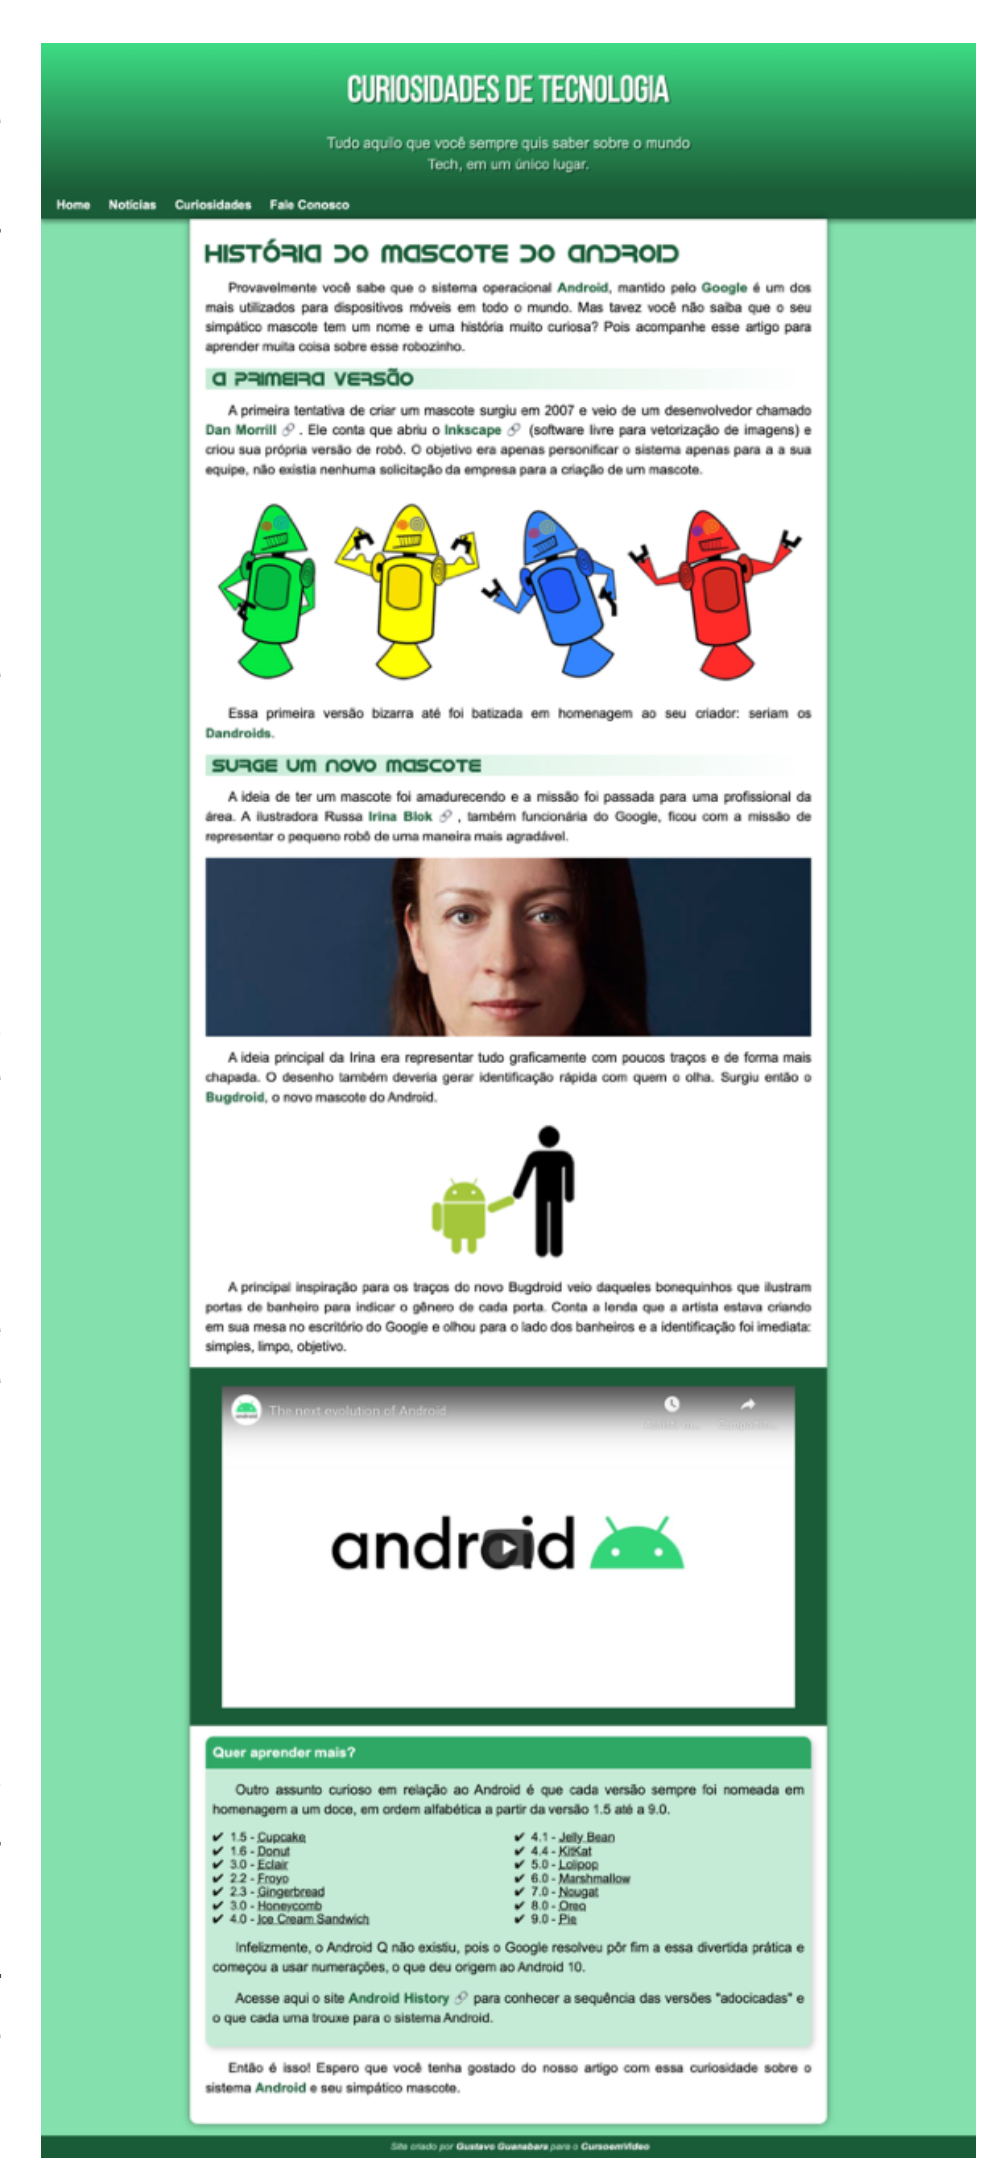 CURIOSIDADES DE TECNOLOGIA
Tudo aquilo que você sempre quis saber sobre o mundo
Tech, em um único lugar.
Home Notícias Curiosidades Fale Conosco
HISTÓRIA DO MASCOTE DO ANDROID
Provavelmente você sabe que o sistema operacional Android, mantido pelo Google é um dos
mais utilizados para dispositivos móveis em todo o mundo. Mas tavez você não saiba que o seu
simpático mascote tem um nome e uma história muito curiosa? Pois acompanhe esse artigo para
aprender muita coisa sobre esse robozinho.
A PRIMEIRA VERSÃO
A primeira tentativa de criar um mascote surgiu em 2007 e veio de um desenvolvedor chamado
Dan Morrill 🔗 . Ele conta que abriu o Inkscape 🔗 (software livre para vetorização de imagens) e
criou sua própria versão de robô. O objetivo era apenas personificar o sistema apenas para a a sua
equipe, não existia nenhuma solicitação da empresa para a criação de um mascote.
Essa primeira versão bizarra até foi batizada em homenagem ao seu criador: seriam os
Dandroids.
SURGE UM NOVO MASCOTE
A ideia de ter um mascote foi amadurecendo e a missão foi passada para uma profissional da
área. A ilustradora Russa Irina Blok 🔗 , também funcionária do Google, ficou com a missão de
representar o pequeno robô de uma maneira mais agradável.
A ideia principal da Irina era representar tudo graficamente com poucos traços e de forma mais
chapada. O desenho também deveria gerar identificação rápida com quem o olha. Surgiu então o
Bugdroid, o novo mascote do Android.
A principal inspiração para os traços do novo Bugdroid veio daqueles bonequinhos que ilustram
portas de banheiro para indicar o gênero de cada porta. Conta a lenda que a artista estava criando
em sua mesa no escritório do Google e olhou para o lado dos banheiros e a identificação foi imediata:
simples, limpo, objetivo.
The next evolution of Android
android
Quer aprender mais?
Outro assunto curioso em relação ao Android é que cada versão sempre foi nomeada em
homenagem a um doce, em ordem alfabética a partir da versão 1.5 até a 9.0.
✔ 1.5 - Cupcake
✔ 1.6 - Donut
✔ 3.0 - Eclair
✔ 2.2 - Froyo
✔ 2.3 - Gingerbread
✔ 3.0 - Honeycomb
✔ 4.0 - Ice Cream Sandwich
✔ 4.1 - Jelly Bean
✔ 4.4 - KitKat
✔ 5.0 - Lolipop
✔ 6.0 - Marshmallow
✔ 7.0 - Nougat
✔ 8.0 - Oreo
✔ 9.0 - Pie
Infelizmente, o Android Q não existiu, pois o Google resolveu pôr fim a essa divertida prática e
começou a usar numerações, o que deu origem ao Android 10.
Acesse aqui o site Android History 🔗 para conhecer a sequência das versões "adocicadas" e
o que cada uma trouxe para o sistema Android.
Então é isso! Espero que você tenha gostado do nosso artigo com essa curiosidade sobre o
sistema Android e seu simpático mascote.
Site criado por Gustavo Guanabara para o CursoemVideo